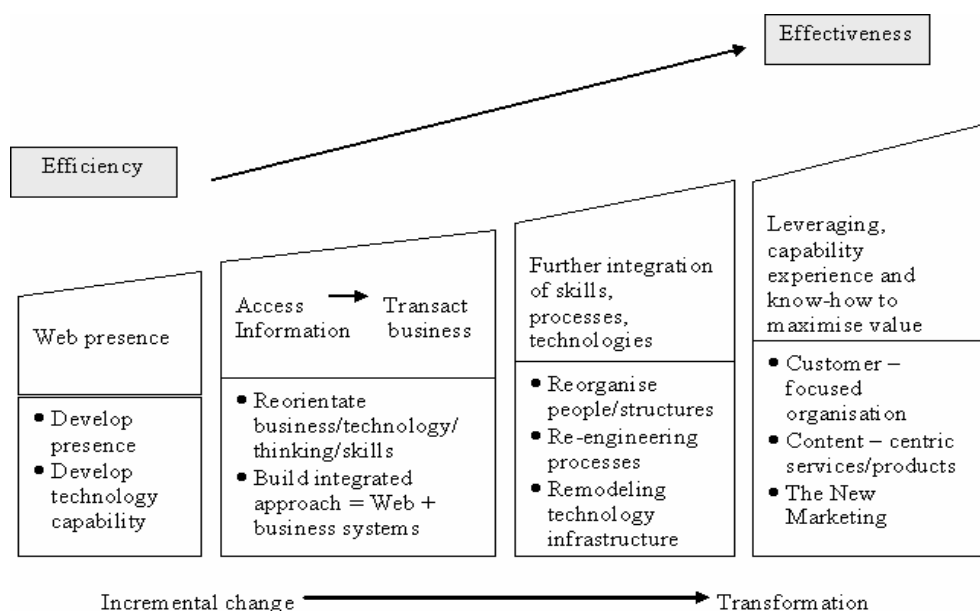 Effectiveness
Efficiency
Web presence
• Develop
presence
• Develop
technology
capability
Access
Information
Transact
business
• Reorientate
business/technology/
thinking/skills
• Build integrated
approach = Web +
business systems
Further integration
of skills,
processes,
technologies
• Reorganise
people/structures
• Re-engineering
processes
• Remodeling
technology
infrastructure
Leveraging,
capability
experience and
know-how to
maximise value
• Customer –
focused
organisation
• Content – centric
services/products
• The New
Marketing
Incremental change
Transformation